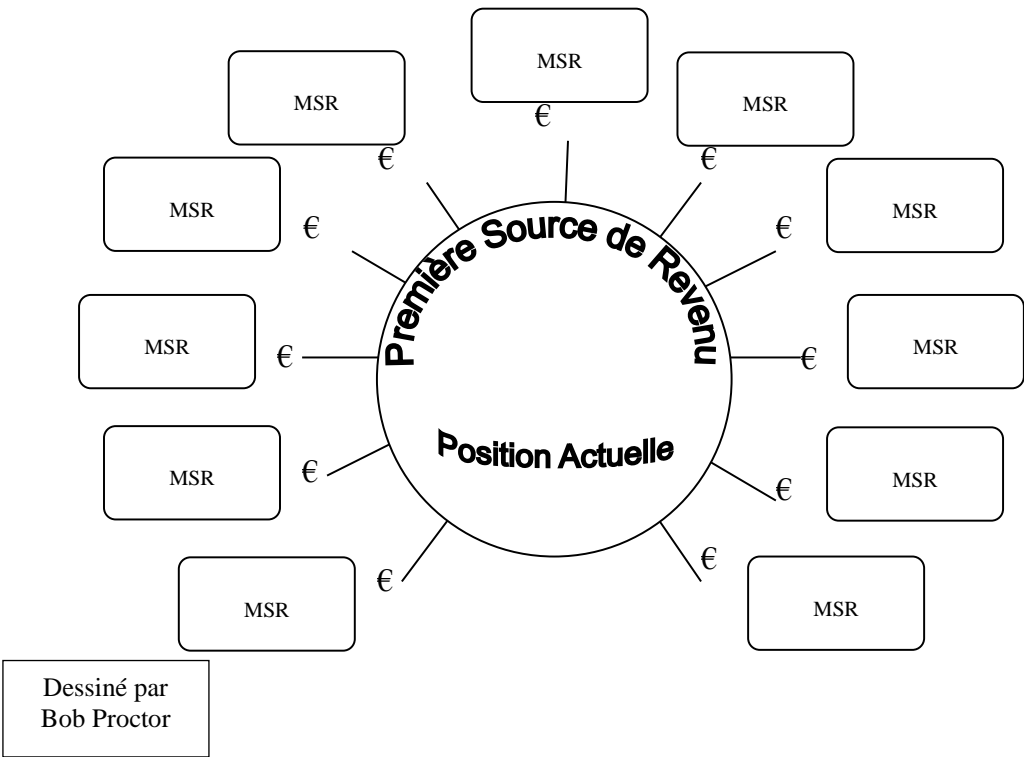 MSR
€
MSR
€
MSR
€
MSR
€
MSR
€
MSR
€
MSR
€
MSR
€
MSR
€
MSR
€
MSR
€
Première Source de Revenu
Position Actuelle
Dessiné par
Bob Proctor